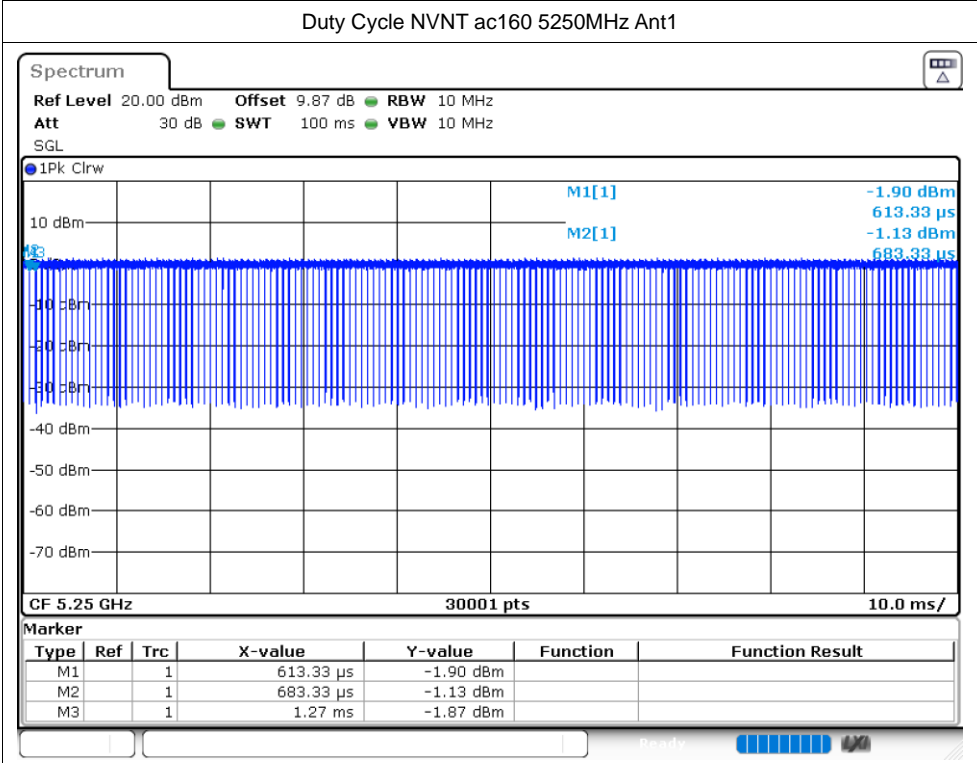 Duty Cycle NVNT ac160 5250MHz Ant1
Spectrum
Ref Level 20.00 dBm Offset 9.87 dB RBW 10 MHz
Att 30 dB SWT 100 ms VBW 10 MHz
SGL
1Pk Clrw
M1[1] -1.90 dBm
613.33 µs
10 dBm
M2[1] -1.13 dBm
683.33 µs
M3
-10 dBm
-20 dBm
-30 dBm
-40 dBm
-50 dBm
-60 dBm
-70 dBm
CF 5.25 GHz 30001 pts 10.0 ms/
Marker
Type Ref Trc X-value Y-value Function Function Result
M1 1 613.33 µs -1.90 dBm
M2 1 683.33 µs -1.13 dBm
M3 1 1.27 ms -1.87 dBm
Ready LXI